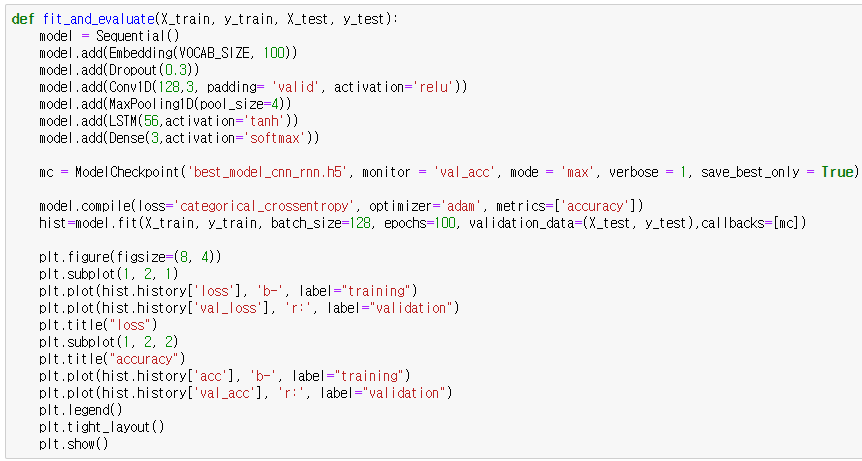 def fit_and_evaluate(X_train, y_train, X_test, y_test):
    model = Sequential()
    model.add(Embedding(VOCAB_SIZE, 100))
    model.add(Dropout(0.3))
    model.add(Conv1D(128,3, padding= 'valid', activation='relu'))
    model.add(MaxPooling1D(pool_size=4))
    model.add(LSTM(56,activation='tanh'))
    model.add(Dense(3,activation='softmax'))

    mc = ModelCheckpoint('best_model_cnn_rnn.h5', monitor = 'val_acc', mode = 'max', verbose = 1, save_best_only = True)

    model.compile(loss='categorical_crossentropy', optimizer='adam', metrics=['accuracy'])
    hist=model.fit(X_train, y_train, batch_size=128, epochs=100, validation_data=(X_test, y_test),callbacks=[mc])

    plt.figure(figsize=(8, 4))
    plt.subplot(1, 2, 1)
    plt.plot(hist.history['loss'], 'b-', label="training")
    plt.plot(hist.history['val_loss'], 'r:', label="validation")
    plt.title("loss")
    plt.subplot(1, 2, 2)
    plt.title("accuracy")
    plt.plot(hist.history['acc'], 'b-', label="training")
    plt.plot(hist.history['val_acc'], 'r:', label="validation")
    plt.legend()
    plt.tight_layout()
    plt.show()